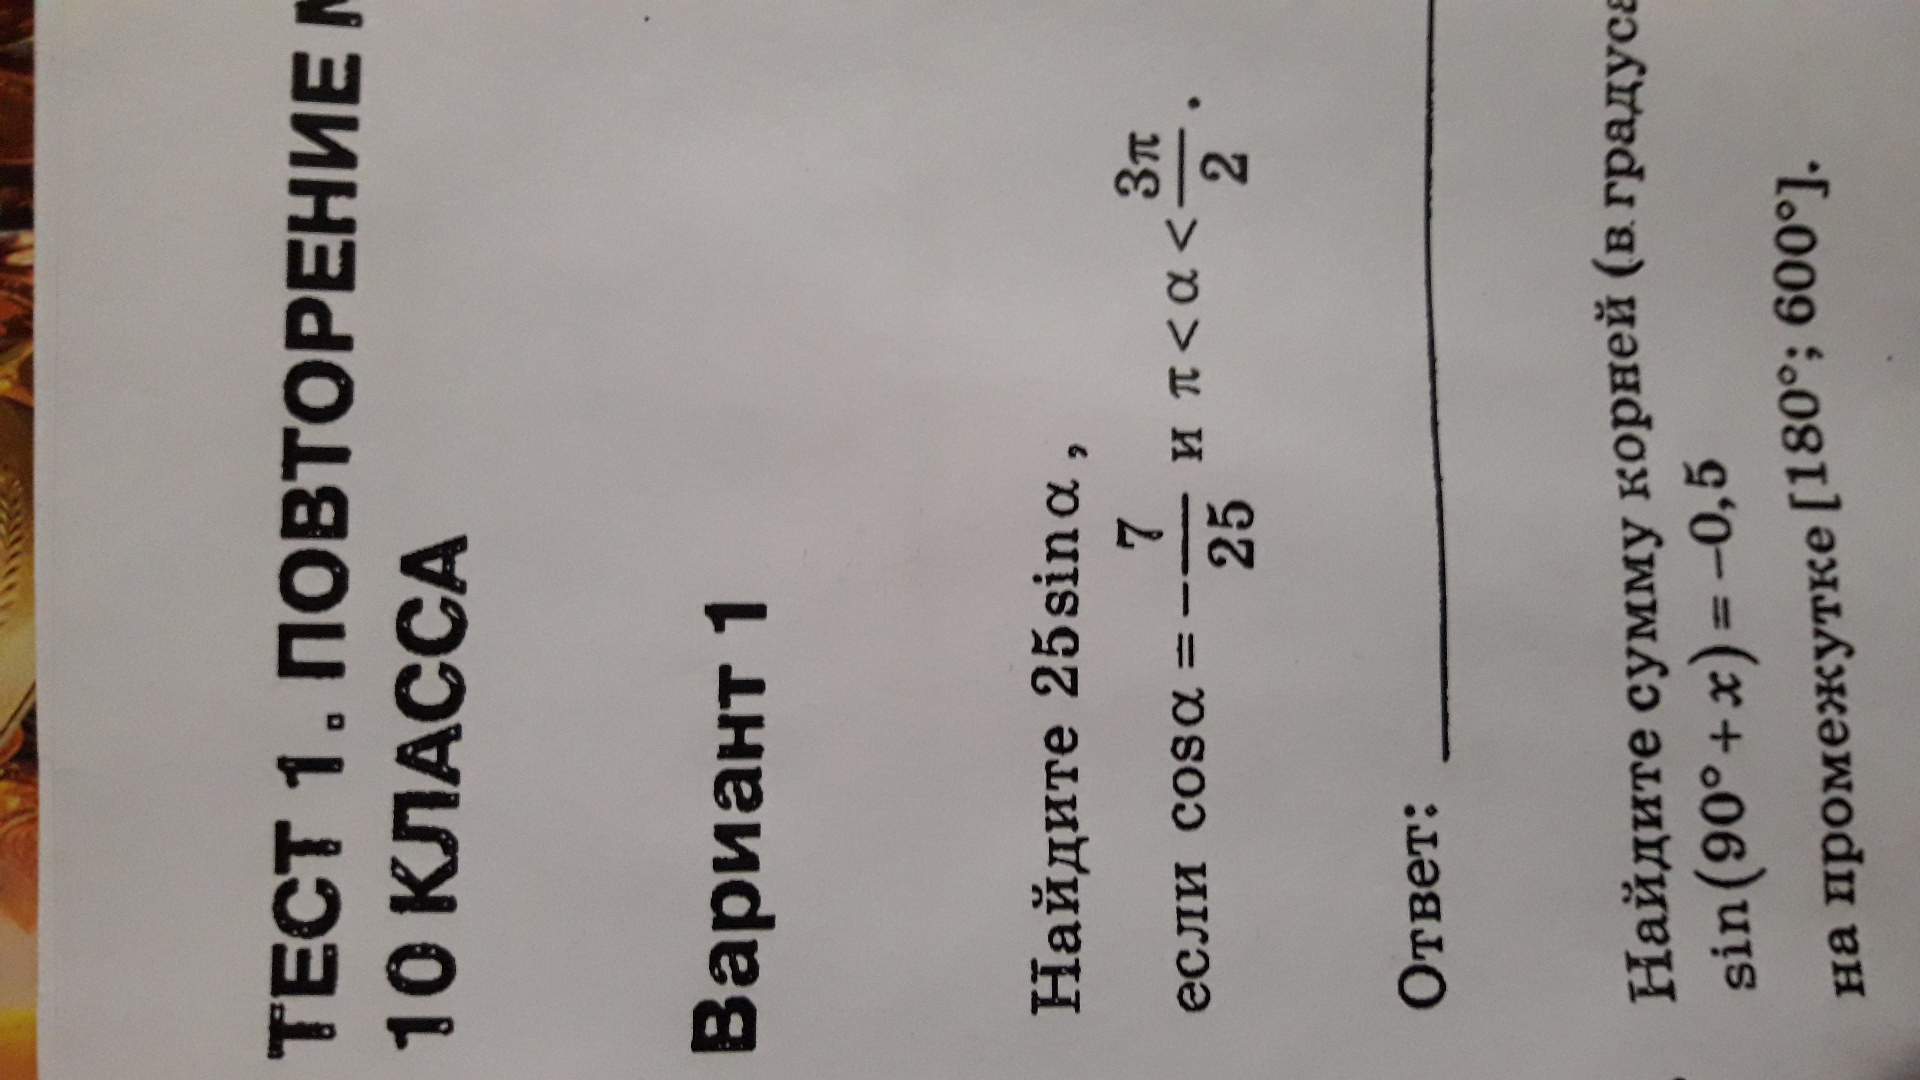 ТЕСТ 1. ПОВТОРЕНИЕ
10 КЛАССА
Вариант 1
Найдите 25sinα,
если cosα = −7/25 и π < α < 3π/2.
Ответ:
Найдите сумму корней (в градусах
sin(90° + x) = −0,5
на промежутке [180°; 600°].